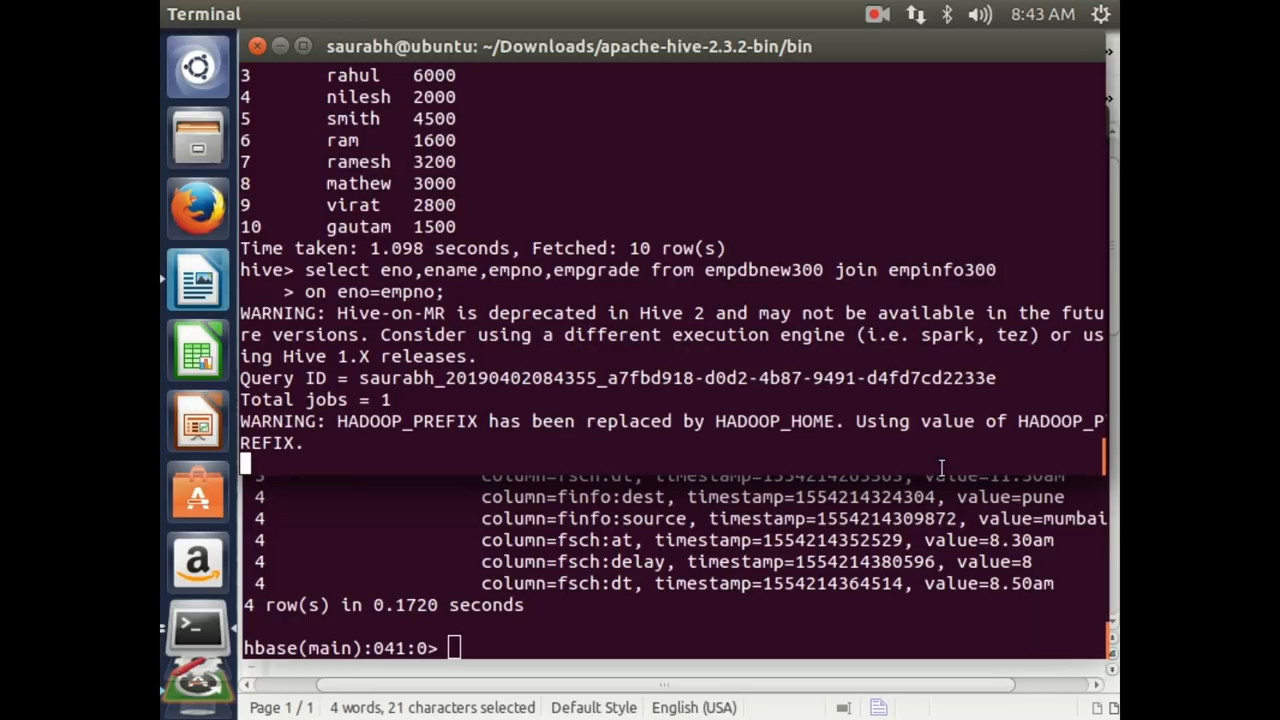 Terminal
8:43 AM
saurabh@ubuntu: ~/Downloads/apache-hive-2.3.2-bin/bin
3 rahul 6000
4 nilesh 2000
5 smith 4500
6 ram 1600
7 ramesh 3200
8 mathew 3000
9 virat 2800
10 gautam 1500
Time taken: 1.098 seconds, Fetched: 10 row(s)
hive> select eno,ename,empno,empgrade from empdbnew300 join empinfo300
> on eno=empno;
WARNING: Hive-on-MR is deprecated in Hive 2 and may not be available in the futu
re versions. Consider using a different execution engine (i.e. spark, tez) or us
ing Hive 1.X releases.
Query ID = saurabh_20190402084355_a7fbd918-d0d2-4b87-9491-d4fd7cd2233e
Total jobs = 1
WARNING: HADOOP_PREFIX has been replaced by HADOOP_HOME. Using value of HADOOP_P
REFIX.
4 column=finfo:dest, timestamp=1554214324304, value=pune
4 column=finfo:source, timestamp=1554214309872, value=mumbai
4 column=fsch:at, timestamp=1554214352529, value=8.30am
4 column=fsch:delay, timestamp=1554214380596, value=8
4 column=fsch:dt, timestamp=1554214364514, value=8.50am
4 row(s) in 0.1720 seconds
hbase(main):041:0>
Page 1 / 1 4 words, 21 characters selected Default Style English (USA)